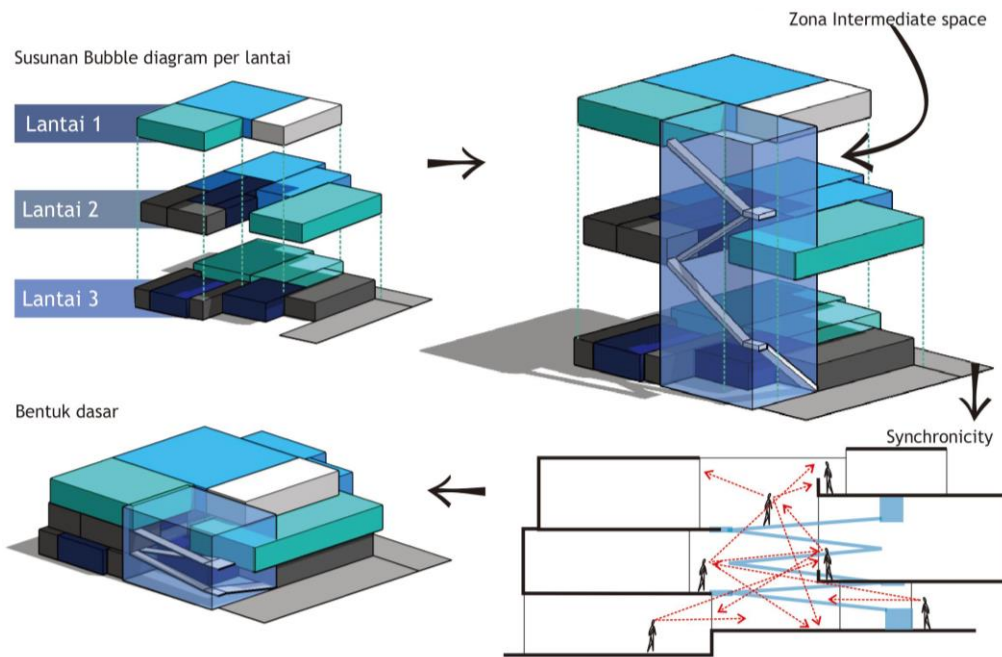 Susunan Bubble diagram per lantai
Lantai 1
Lantai 2
Lantai 3
Zona Intermediate space
Synchronicity
Bentuk dasar